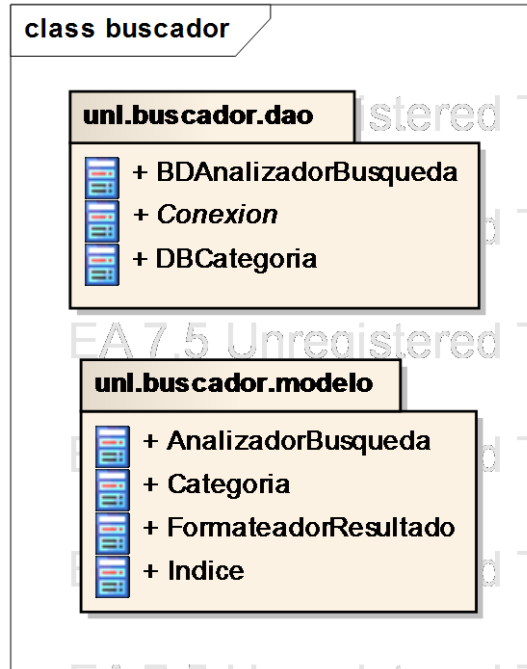 class buscador
unl.buscador.dao
istered T
+ BDAnalizadorBusqueda
+ Conexion
+ DBCategoria
EA 7.5 Unregistered T
unl.buscador.modelo
+ AnalizadorBusqueda
+ Categoria
+ FormateadorResultado
+ Indice